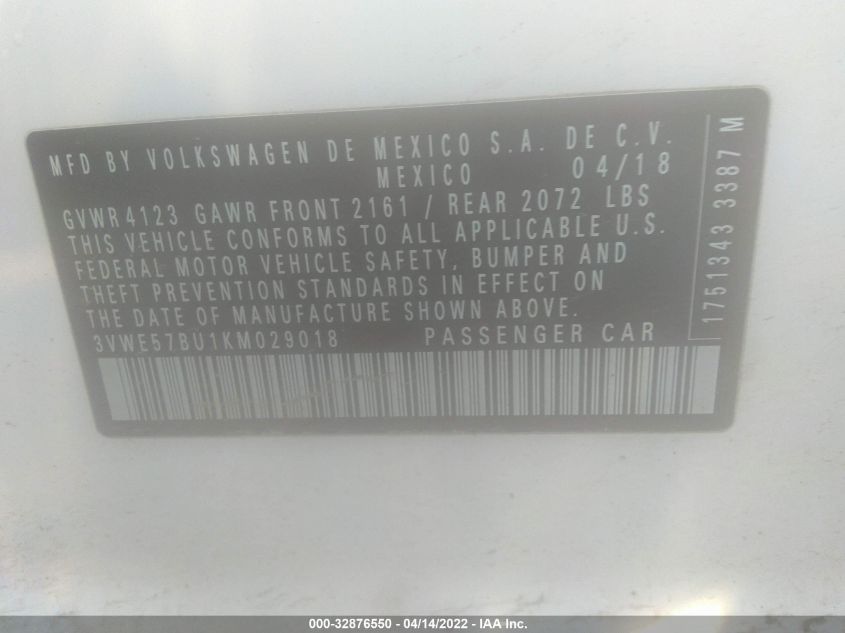 MFD BY VOLKSWAGEN DE MEXICO S.A. DE C.V.
MEXICO 04/18
GVWR 4123 GAWR FRONT 2161 / REAR 2072 LBS
THIS VEHICLE CONFORMS TO ALL APPLICABLE U.S.
FEDERAL MOTOR VEHICLE SAFETY, BUMPER AND
THEFT PREVENTION STANDARDS IN EFFECT ON
THE DATE OF MANUFACTURE SHOWN ABOVE.
3VWE57BU1KM029018 PASSENGER CAR
1751343 3387 M
000-32876550 - 04/14/2022 - IAA Inc.